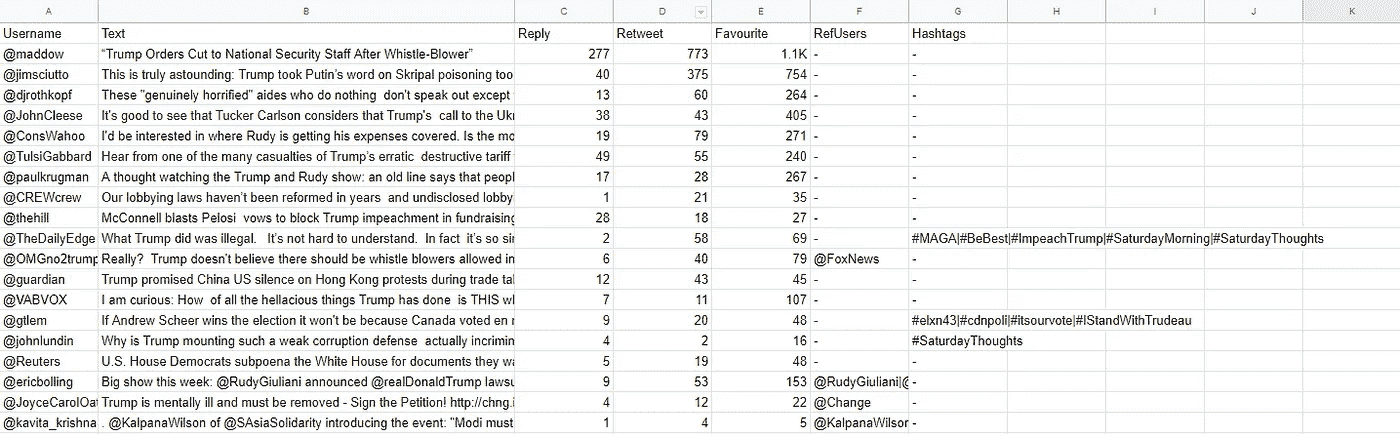 A B C D E F G H I J K
Username Text Reply Retweet Favourite RefUsers Hashtags
@maddow “Trump Orders Cut to National Security Staff After Whistle-Blower” 277 773 1.1K - -
@jimsciutto This is truly astounding: Trump took Putin’s word on Skripal poisoning too 40 375 754 - -
@djrothkopf These "genuinely horrified" aides who do nothing don't speak out except 13 60 264 - -
@JohnCleese It's good to see that Tucker Carlson considers that Trump's call to the Uk 38 43 405 - -
@ConsWahoo I'd be interested in where Rudy is getting his expenses covered. Is the mo 19 79 271 - -
@TulsiGabbard Hear from one of the many casualties of Trump’s erratic destructive tariff 49 55 240 - -
@paulkrugman A thought watching the Trump and Rudy show: an old line says that peopl 17 28 267 - -
@CREWcrew Our lobbying laws haven’t been reformed in years and undisclosed lobby 1 21 35 - -
@thehill McConnell blasts Pelosi vows to block Trump impeachment in fundraising 28 18 27 - -
@TheDailyEdge What Trump did was illegal. It’s not hard to understand. In fact it’s so si 2 58 69 - #MAGA|#BeBest|#ImpeachTrump|#SaturdayMorning|#SaturdayThoughts
@OMGno2trump Really? Trump doesn't believe there should be whistle blowers allowed in 6 40 79 @FoxNews -
@guardian Trump promised China US silence on Hong Kong protests during trade tal 12 43 45 - -
@VABVOX I am curious: How of all the hellacious things Trump has done is THIS wh 7 11 107 - -
@gtlem If Andrew Scheer wins the election it won't be because Canada voted en 9 20 48 - #elxn43|#cdnpoli|#itsourvote|#IStandWithTrudeau
@johnlundin Why is Trump mounting such a weak corruption defense actually incrimin 4 2 16 - #SaturdayThoughts
@Reuters U.S. House Democrats subpoena the White House for documents they wa 5 19 48 - -
@ericbolling Big show this week: @RudyGiuliani announced @realDonaldTrump lawsu 9 53 153 @RudyGiuliani|@ -
@JoyceCarolOat Trump is mentally ill and must be removed - Sign the Petition! http://chng.i 4 12 22 @Change -
@kavita_krishna . @KalpanaWilson of @SAsiaSolidarity introducing the event: "Modi must 1 4 5 @KalpanaWilsor -